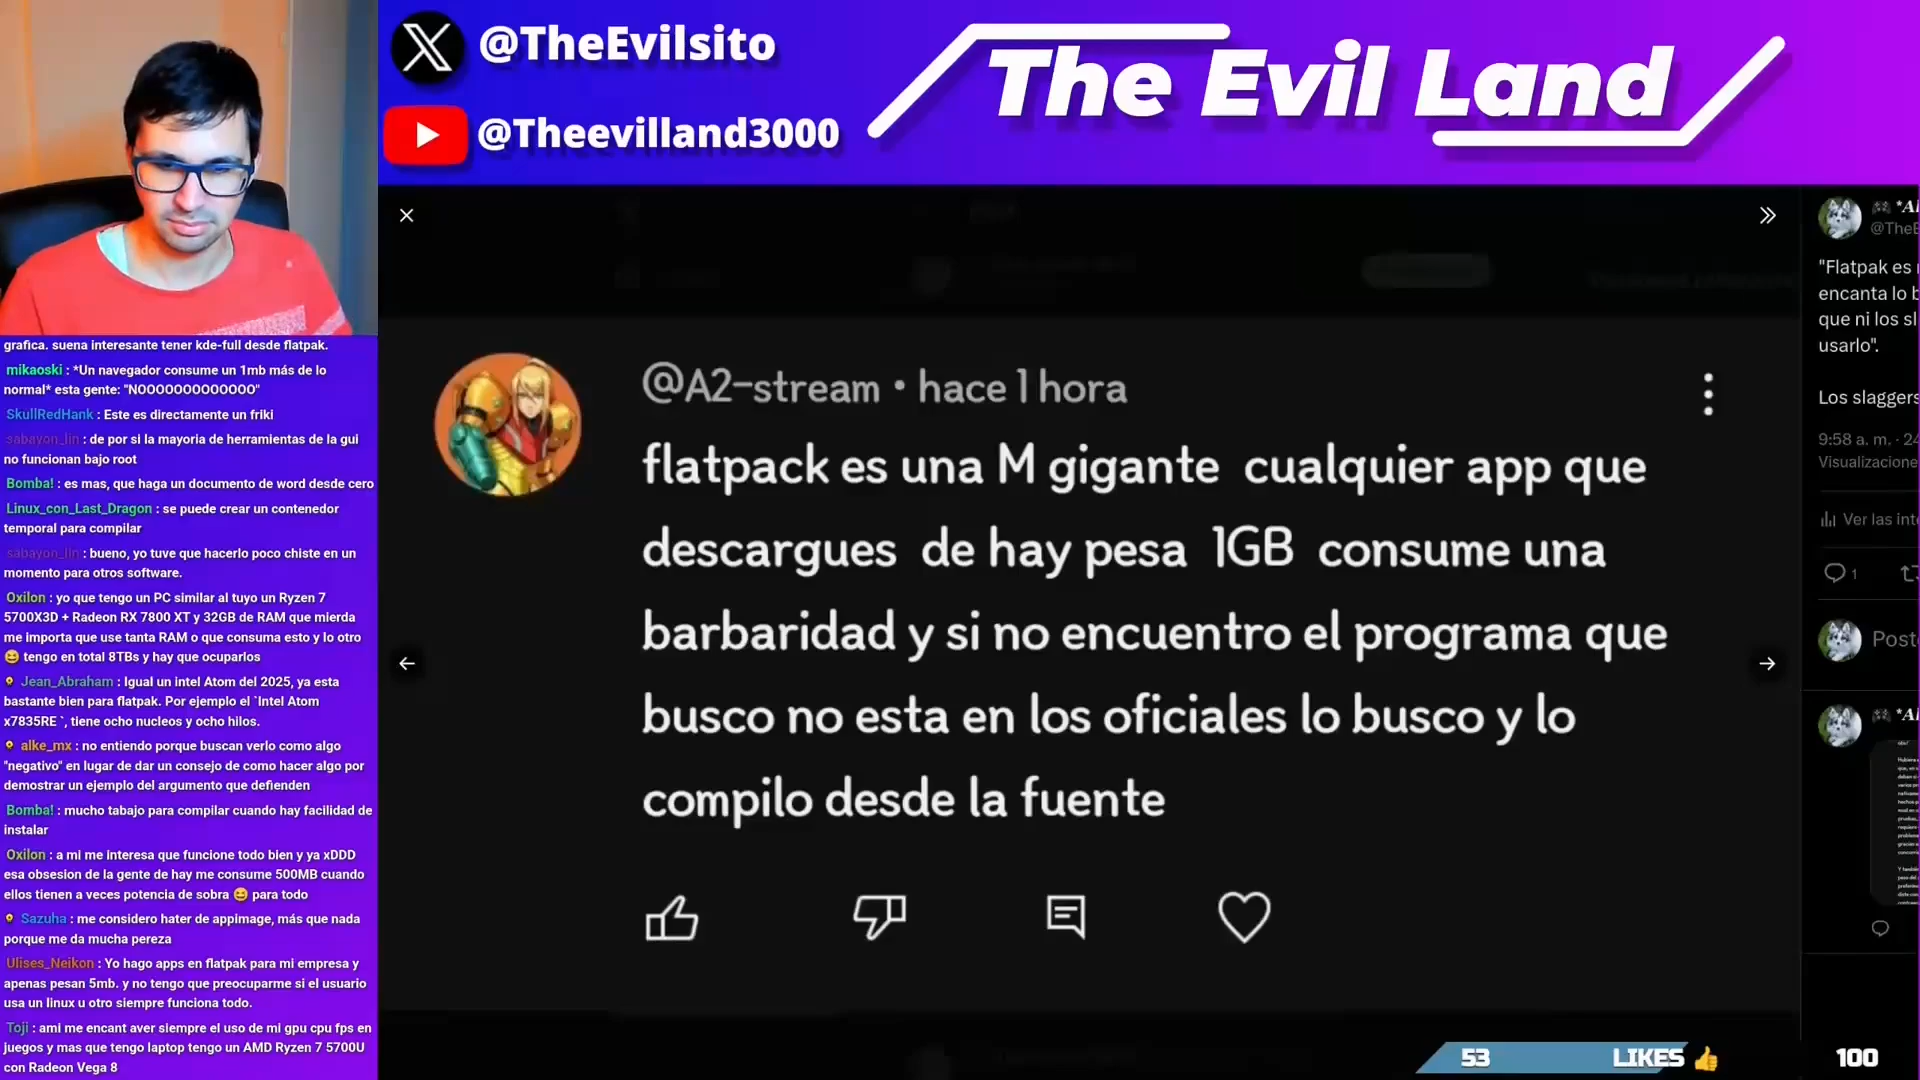 @TheEvilsito
@Theevilland3000
The Evil Land
grafica. suena interesante tener kde-full desde flatpak.
mikaoski : *Un navegador consume un 1mb más de lo
normal* esta gente: "NOOOOOOOOOOOO"
SkullRedHank : Este es directamente un friki
sabayon_lin : de por si la mayoria de herramientas de la gui
no funcionan bajo root
Bomba! : es mas, que haga un documento de word desde cero
Linux_con_Last_Dragon : se puede crear un contenedor
temporal para compilar
sabayon_lin : bueno, yo tuve que hacerlo poco chiste en un
momento para otros software.
Oxilon : yo que tengo un PC similar al tuyo un Ryzen 7
5700X3D + Radeon RX 7800 XT y 32GB de RAM que mierda
me importa que use tanta RAM o que consuma esto y lo otro
😆 tengo en total 8TBs y hay que ocuparlos
Jean_Abraham : Igual un intel Atom del 2025, ya esta
bastante bien para flatpak. Por ejemplo el `Intel Atom
x7835RE `, tiene ocho nucleos y ocho hilos.
alke_mx : no entiendo porque buscan verlo como algo
"negativo" en lugar de dar un consejo de como hacer algo por
demostrar un ejemplo del argumento que defienden
Bomba! : mucho tabajo para compilar cuando hay facilidad de
instalar
Oxilon : a mi me interesa que funcione todo bien y ya xDDD
esa obsesion de la gente de hay me consume 500MB cuando
ellos tienen a veces potencia de sobra 😆 para todo
Sazuha : me considero hater de appimage, más que nada
porque me da mucha pereza
Ulises_Neikon : Yo hago apps en flatpak para mi empresa y
apenas pesan 5mb. y no tengo que preocuparme si el usuario
usa un linux u otro siempre funciona todo.
Toji : ami me encant aver siempre el uso de mi gpu cpu fps en
juegos y mas que tengo laptop tengo un AMD Ryzen 7 5700U
con Radeon Vega 8
@A2-stream • hace 1 hora
flatpack es una M gigante cualquier app que
descargues de hay pesa 1GB consume una
barbaridad y si no encuentro el programa que
busco no esta en los oficiales lo busco y lo
compilo desde la fuente
@TheE
"Flatpak es
encanta lo b
que ni los sl
usarlo".
Los slaggers
9:58 a. m. · 24
Visualizacione
Ver las int
1
Post
53 LIKES 👍 100